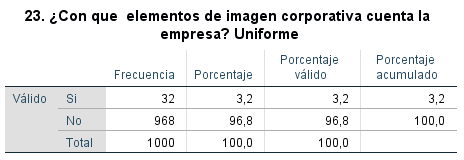 23. ¿Con que  elementos de imagen corporativa cuenta la
empresa? Uniforme
Frecuencia Porcentaje Porcentaje válido Porcentaje acumulado
Válido Si 32 3,2 3,2 3,2
No 968 96,8 96,8 100,0
Total 1000 100,0 100,0